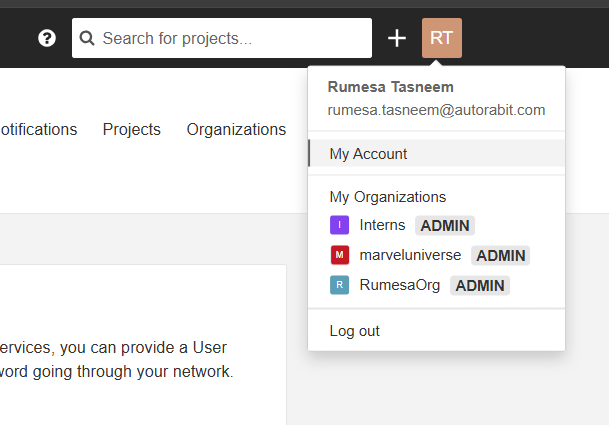 Search for projects...
RT
Rumesa Tasneem
rumesa.tasneem@autorabit.com
otifications Projects Organizations
My Account
My Organizations
I Interns ADMIN
M marveluniverse ADMIN
R RumesaOrg ADMIN
Log out
ervices, you can provide a User
word going through your network.